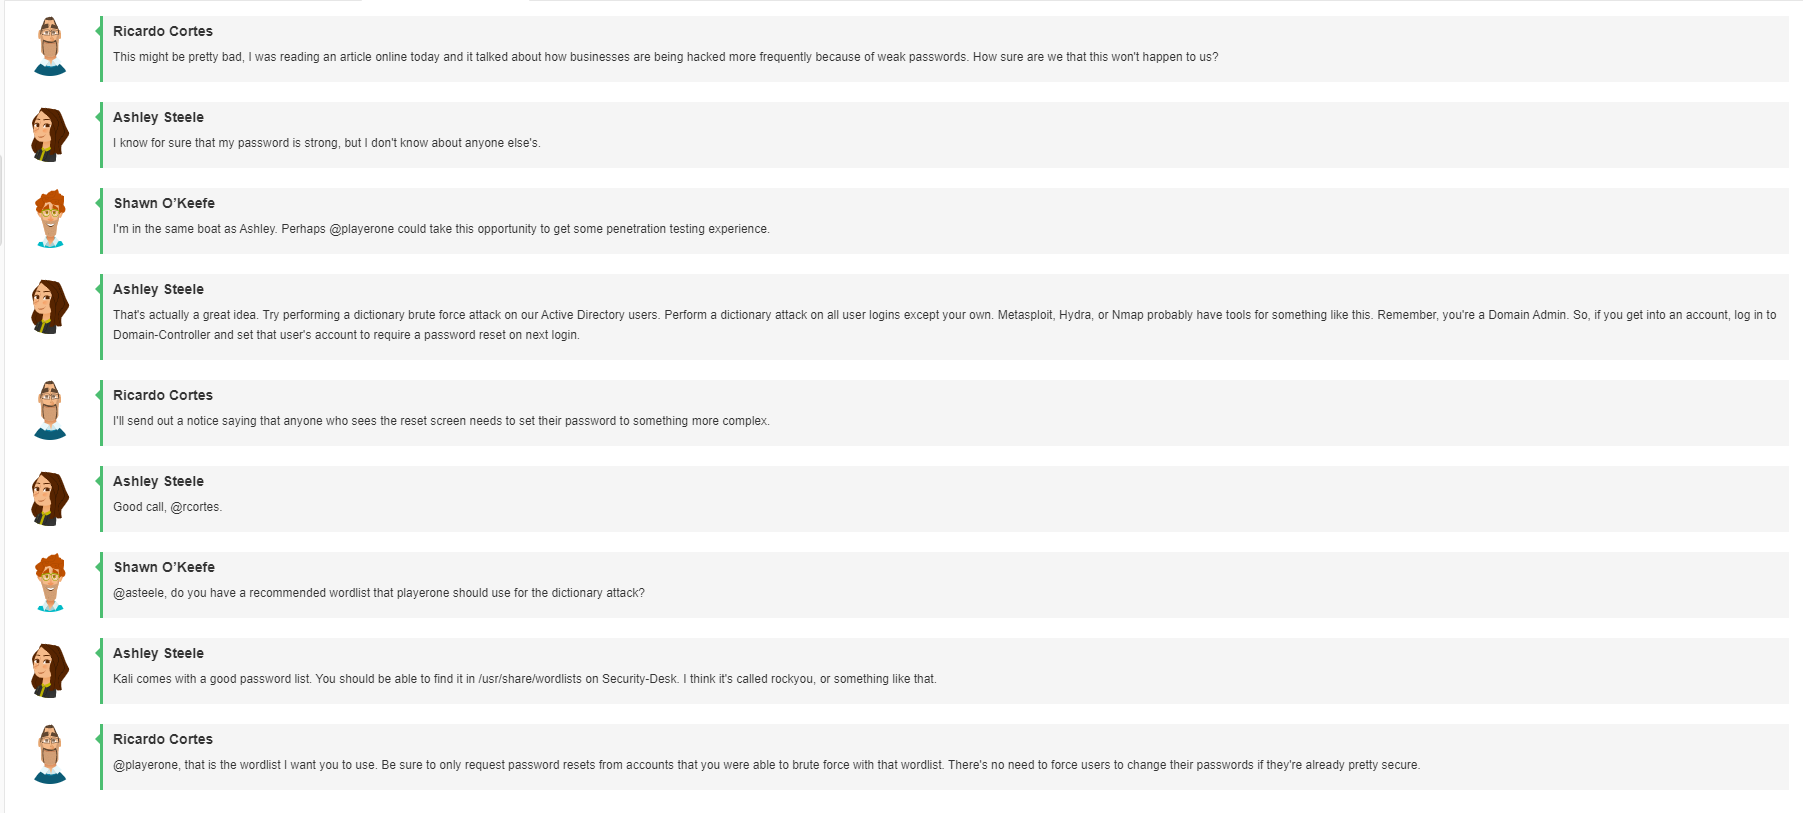 Ricardo Cortes
This might be pretty bad, I was reading an article online today and it talked about how businesses are being hacked more frequently because of weak passwords. How sure are we that this won't happen to us?
Ashley Steele
I know for sure that my password is strong, but I don't know about anyone else's.
Shawn O’Keefe
I'm in the same boat as Ashley. Perhaps @playerone could take this opportunity to get some penetration testing experience.
Ashley Steele
That's actually a great idea. Try performing a dictionary brute force attack on our Active Directory users. Perform a dictionary attack on all user logins except your own. Metasploit, Hydra, or Nmap probably have tools for something like this. Remember, you're a Domain Admin. So, if you get into an account, log in to
Domain-Controller and set that user's account to require a password reset on next login.
Ricardo Cortes
I'll send out a notice saying that anyone who sees the reset screen needs to set their password to something more complex.
Ashley Steele
Good call, @rcortes.
Shawn O’Keefe
@asteele, do you have a recommended wordlist that playerone should use for the dictionary attack?
Ashley Steele
Kali comes with a good password list. You should be able to find it in /usr/share/wordlists on Security-Desk. I think it's called rockyou, or something like that.
Ricardo Cortes
@playerone, that is the wordlist I want you to use. Be sure to only request password resets from accounts that you were able to brute force with that wordlist. There's no need to force users to change their passwords if they're already pretty secure.